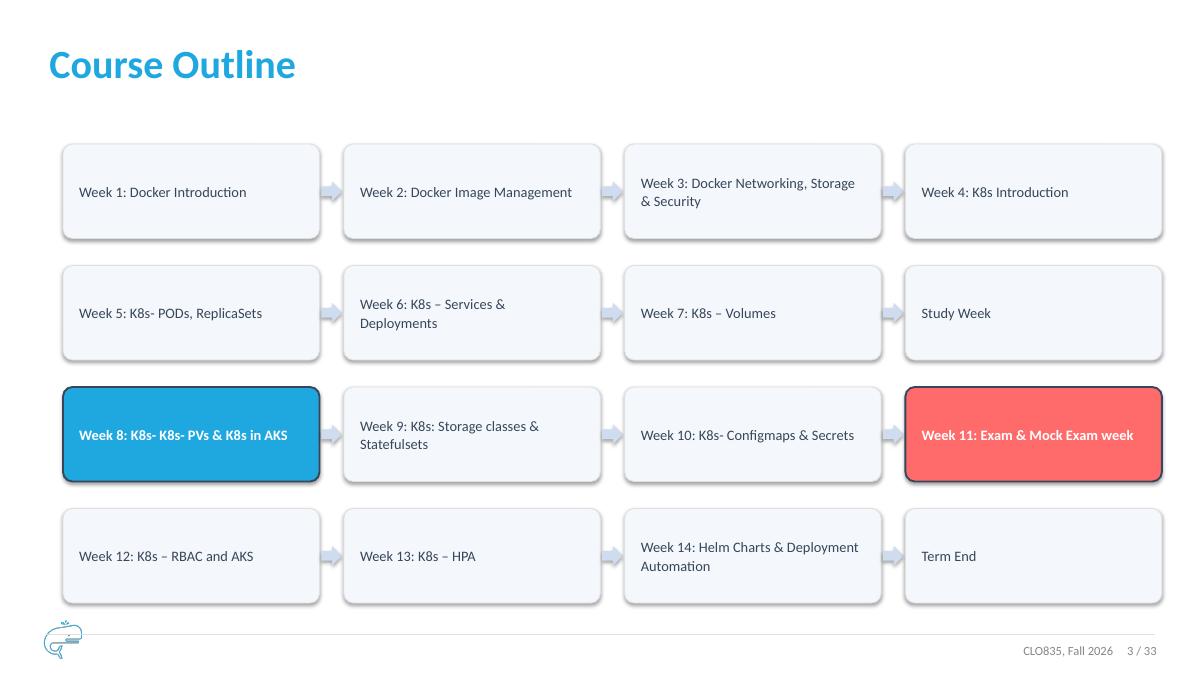 Course Outline
Week 1: Docker Introduction
Week 2: Docker Image Management
Week 3: Docker Networking, Storage
& Security
Week 4: K8s Introduction
Week 5: K8s- PODs, ReplicaSets
Week 6: K8s – Services &
Deployments
Week 7: K8s – Volumes
Study Week
Week 8: K8s- K8s- PVs & K8s in AKS
Week 9: K8s: Storage classes &
Statefulsets
Week 10: K8s- Configmaps & Secrets
Week 11: Exam & Mock Exam week
Week 12: K8s – RBAC and AKS
Week 13: K8s – HPA
Week 14: Helm Charts & Deployment
Automation
Term End
CLO835, Fall 2026 3 / 33